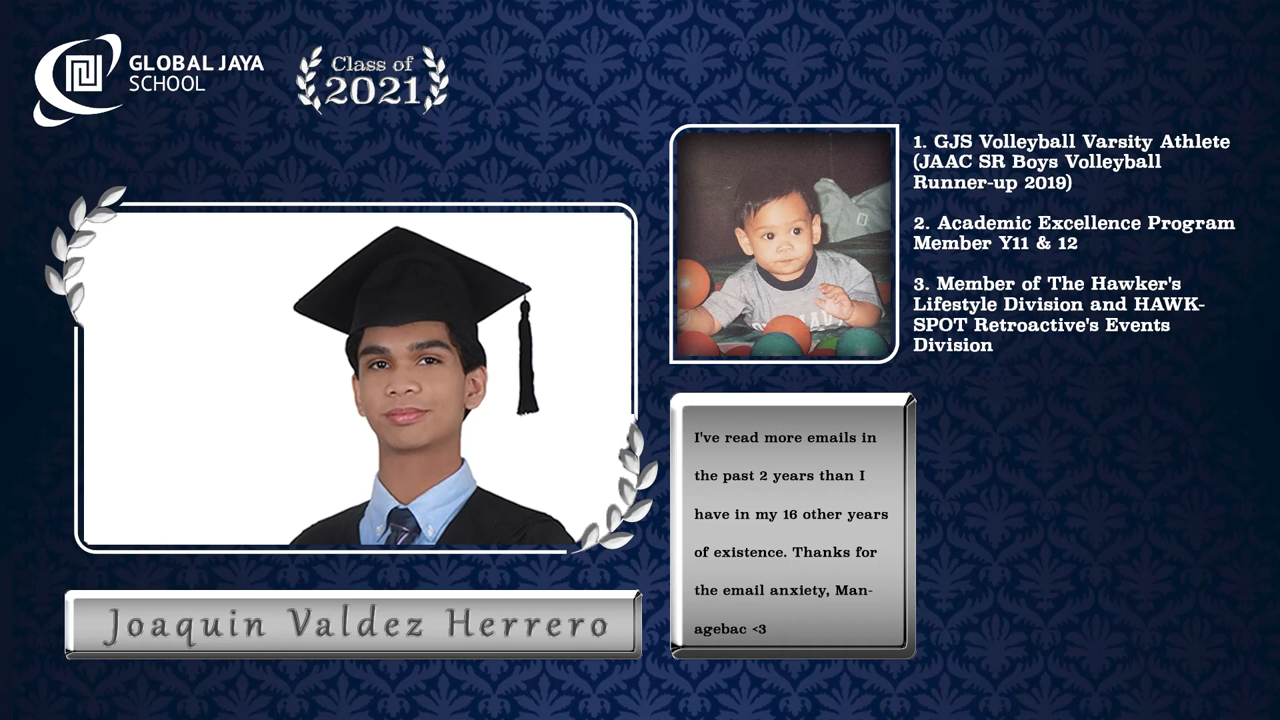 GLOBAL JAYA
SCHOOL
Class of
2021
1. GJS Volleyball Varsity Athlete
(JAAC SR Boys Volleyball
Runner-up 2019)
2. Academic Excellence Program
Member Y11 & 12
3. Member of The Hawker's
Lifestyle Division and HAWK-
SPOT Retroactive's Events
Division
I've read more emails in
the past 2 years than I
have in my 16 other years
of existence. Thanks for
the email anxiety, Man-
agebac <3
Joaquin Valdez Herrero